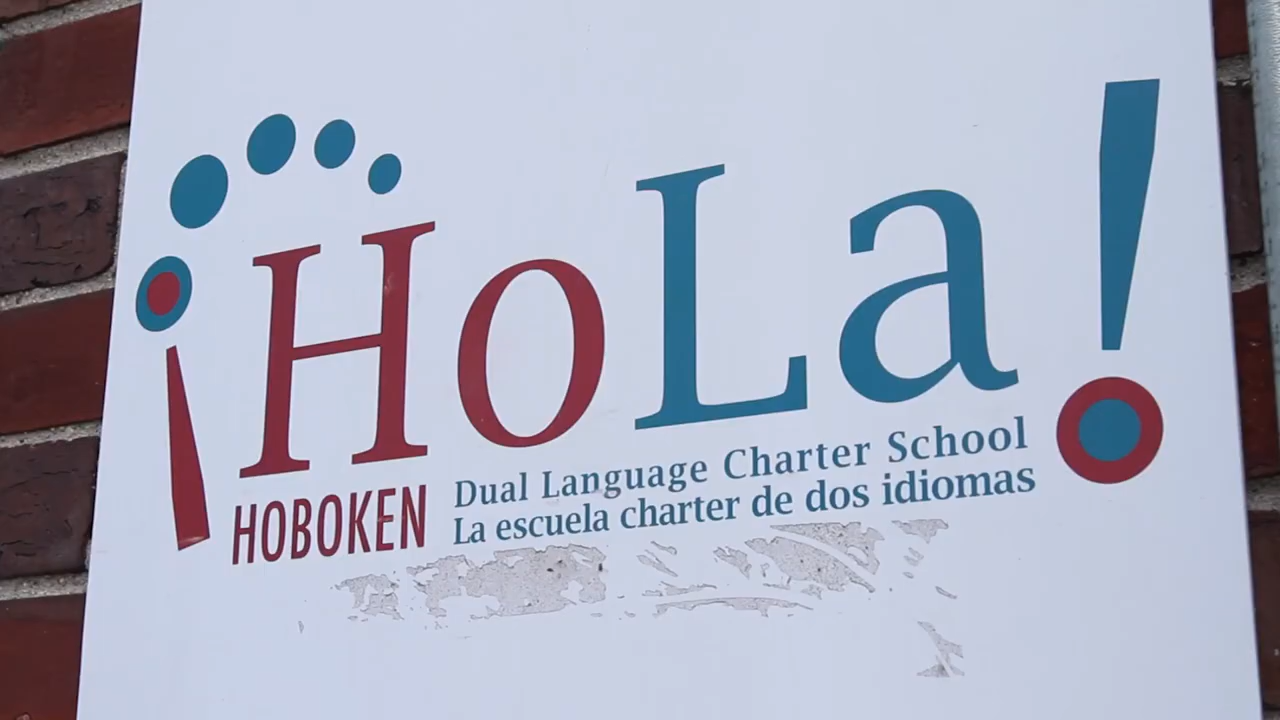 ¡HoLa!
HOBOKEN
Dual Language Charter School
La escuela charter de dos idiomas